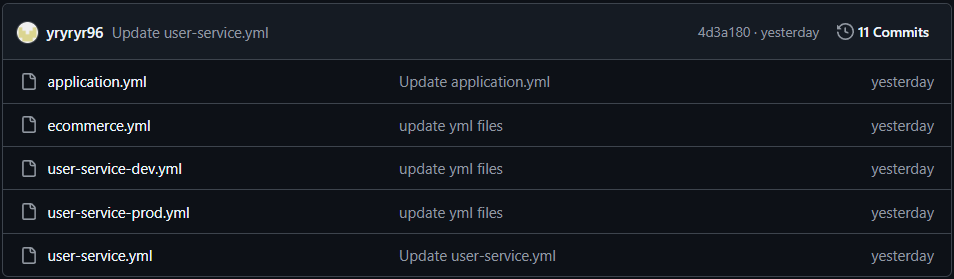 yryryr96 Update user-service.yml 4d3a180 · yesterday 11 Commits
application.yml Update application.yml yesterday
ecommerce.yml update yml files yesterday
user-service-dev.yml update yml files yesterday
user-service-prod.yml update yml files yesterday
user-service.yml Update user-service.yml yesterday